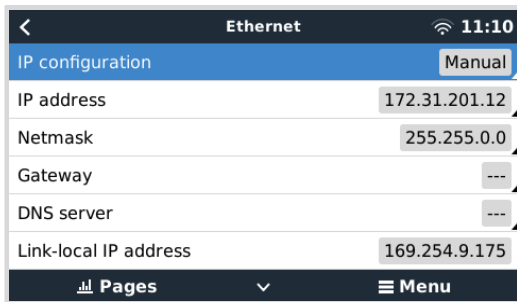 Ethernet 11:10
IP configuration Manual
IP address 172.31.201.12
Netmask 255.255.0.0
Gateway ---
DNS server ---
Link-local IP address 169.254.9.175
Pages Menu